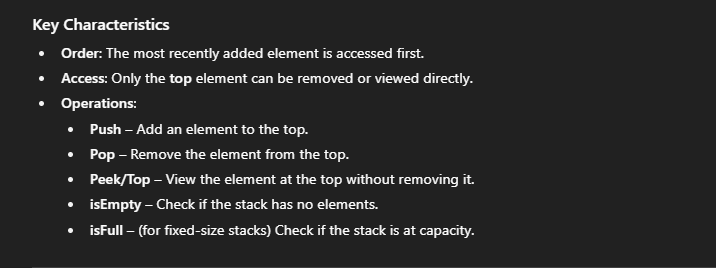 Key Characteristics
• Order: The most recently added element is accessed first.
• Access: Only the top element can be removed or viewed directly.
• Operations:
• Push – Add an element to the top.
• Pop – Remove the element from the top.
• Peek/Top – View the element at the top without removing it.
• isEmpty – Check if the stack has no elements.
• isFull – (for fixed-size stacks) Check if the stack is at capacity.